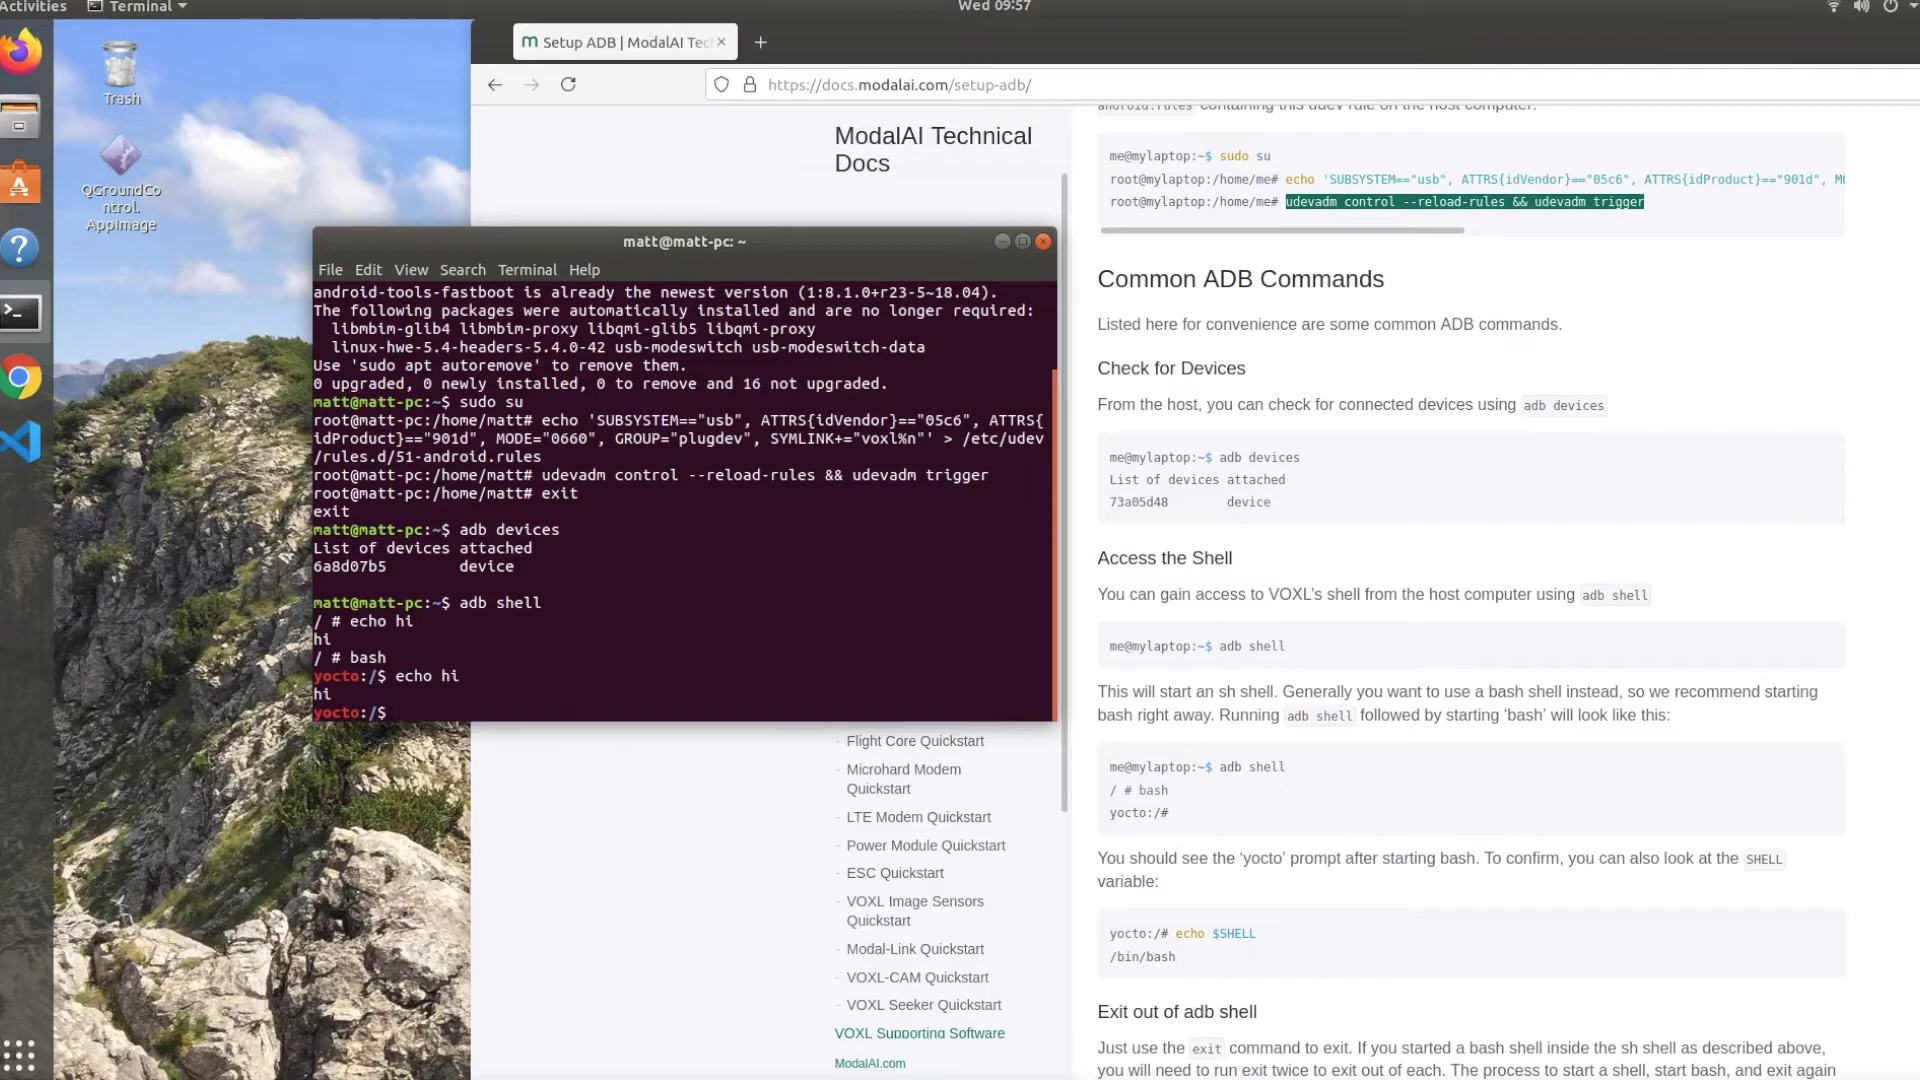 Activities
Terminal
Wed 09:57
Trash
QGroundCo
ntrol.
AppImage
Setup ADB | ModalAI Tec
https://docs.modalai.com/setup-adb/
ModalAI Technical
Docs
matt@matt-pc: ~
File Edit View Search Terminal Help
android-tools-fastboot is already the newest version (1:8.1.0+r23-5~18.04).
The following packages were automatically installed and are no longer required:
libmbim-glib4 libmbim-proxy libqmi-glib5 libqmi-proxy
linux-hwe-5.4-headers-5.4.0-42 usb-modeswitch usb-modeswitch-data
Use 'sudo apt autoremove' to remove them.
0 upgraded, 0 newly installed, 0 to remove and 16 not upgraded.
matt@matt-pc:~$ sudo su
root@matt-pc:/home/matt# echo 'SUBSYSTEM=="usb", ATTRS{idVendor}=="05c6", ATTRS{
idProduct}=="901d", MODE="0660", GROUP="plugdev", SYMLINK+="voxl%n"' > /etc/udev
/rules.d/51-android.rules
root@matt-pc:/home/matt# udevadm control --reload-rules && udevadm trigger
root@matt-pc:/home/matt# exit
exit
matt@matt-pc:~$ adb devices
List of devices attached
6a8d07b5 device
matt@matt-pc:~$ adb shell
/ # echo hi
hi
/ # bash
yocto:/$ echo hi
hi
yocto:/$
- Flight Core Quickstart
- Microhard Modem
Quickstart
- LTE Modem Quickstart
- Power Module Quickstart
- ESC Quickstart
- VOXL Image Sensors
Quickstart
- Modal-Link Quickstart
- VOXL-CAM Quickstart
- VOXL Seeker Quickstart
VOXL Supporting Software
ModalAI.com
android.rules containing this udev rule on the host computer.
me@mylaptop:~$ sudo su
root@mylaptop:/home/me# echo 'SUBSYSTEM=="usb", ATTRS{idVendor}=="05c6", ATTRS{idProduct}=="901d", MO
root@mylaptop:/home/me# udevadm control --reload-rules && udevadm trigger
Common ADB Commands
Listed here for convenience are some common ADB commands.
Check for Devices
From the host, you can check for connected devices using adb devices
me@mylaptop:~$ adb devices
List of devices attached
73a05d48 device
Access the Shell
You can gain access to VOXL's shell from the host computer using adb shell
me@mylaptop:~$ adb shell
This will start an sh shell. Generally you want to use a bash shell instead, so we recommend starting
bash right away. Running adb shell followed by starting 'bash' will look like this:
me@mylaptop:~$ adb shell
/ # bash
yocto:/#
You should see the 'yocto' prompt after starting bash. To confirm, you can also look at the SHELL
variable:
yocto:/# echo $SHELL
/bin/bash
Exit out of adb shell
Just use the exit command to exit. If you started a bash shell inside the sh shell as described above,
you will need to run exit twice to exit out of each. The process to start a shell, start bash, and exit again